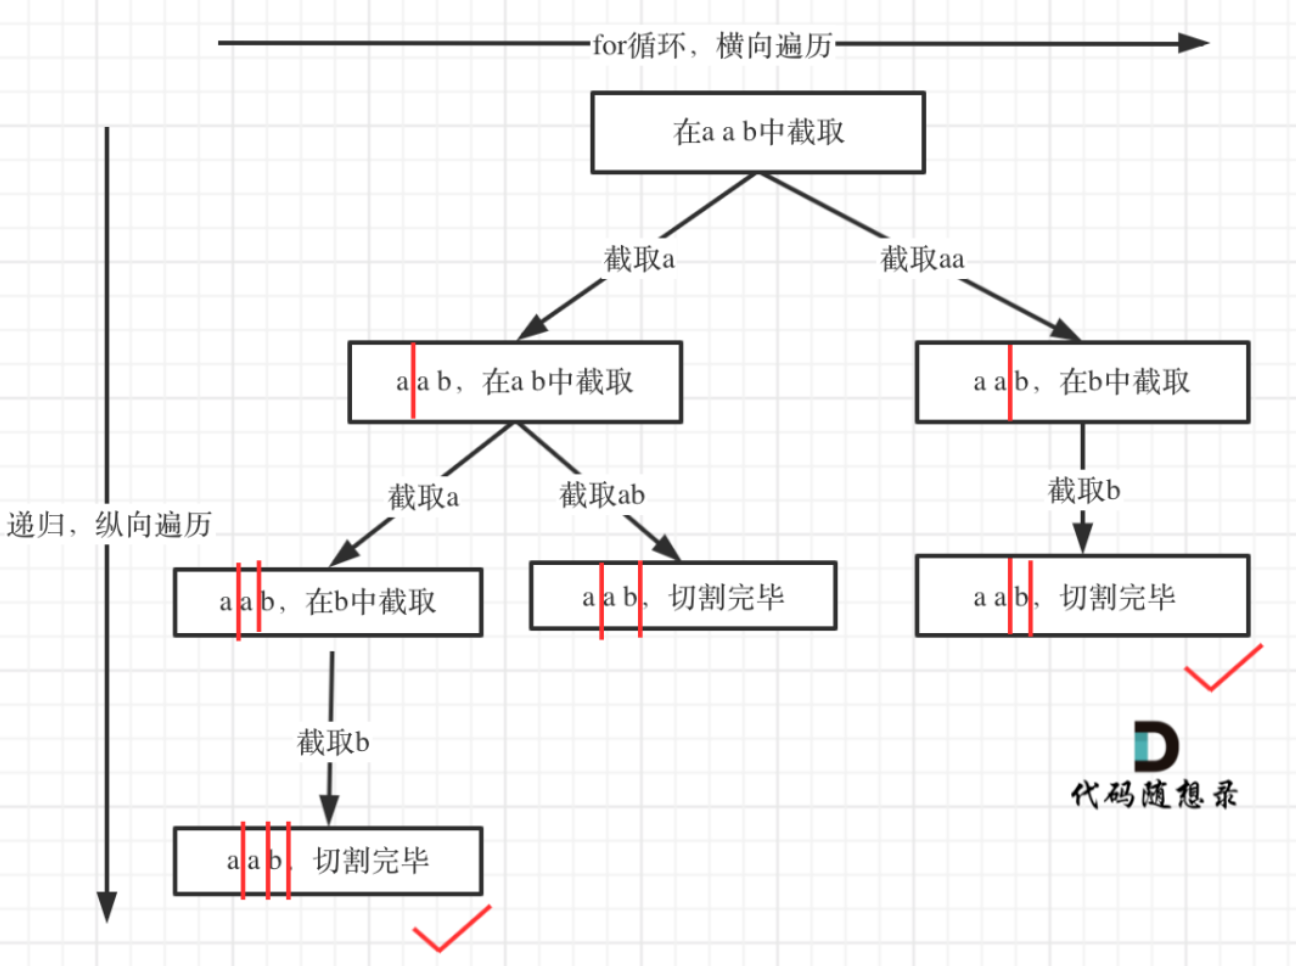 for循环，横向遍历
在a a b中截取
截取a
截取aa
a a b，在a b中截取
a a b，在b中截取
截取a
截取ab
截取b
递归，纵向遍历
a a b，在b中截取
a a b，切割完毕
a a b，切割完毕
截取b
代码随想录
a a b，切割完毕